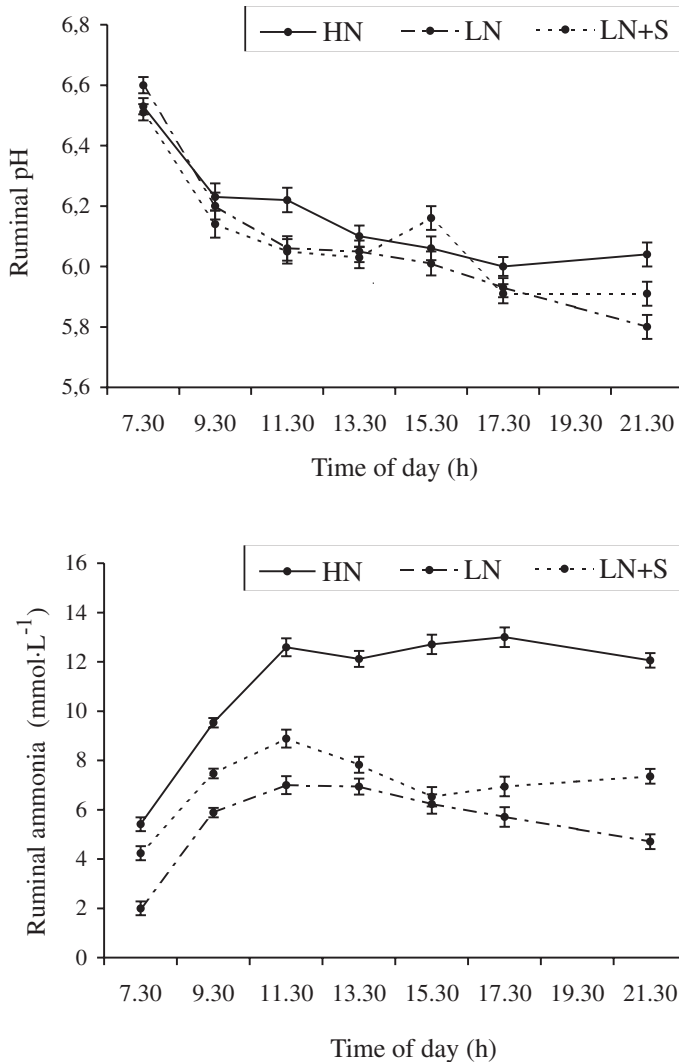 6,8
HN LN LN+S
6,6
6,4
6,2
6,0
5,8
5,6
Ruminal pH
7.30 9.30 11.30 13.30 15.30 17.30 19.30 21.30
Time of day (h)
16
HN LN LN+S
14
12
10
8
6
4
2
0
Ruminal ammonia (mmol·L⁻¹)
7.30 9.30 11.30 13.30 15.30 17.30 19.30 21.30
Time of day (h)